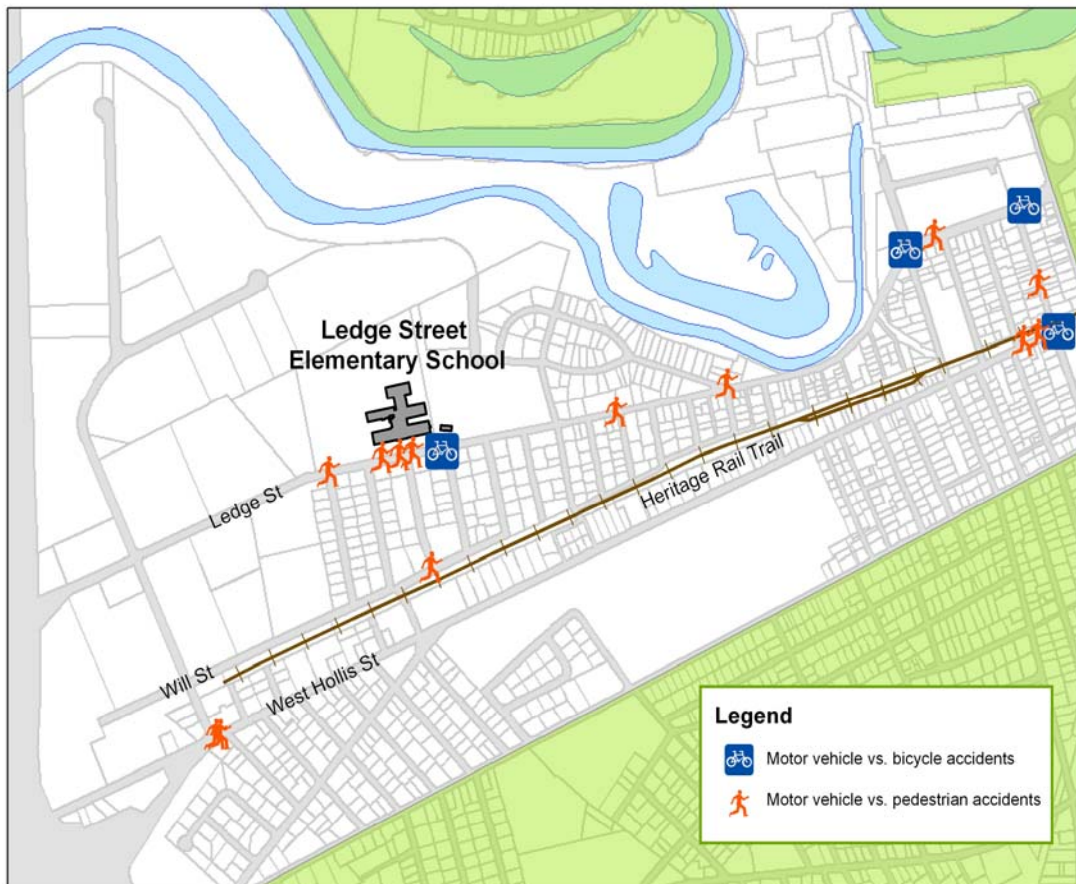 Ledge Street
Elementary School
Ledge St
Heritage Rail Trail
Will St
West Hollis St
Legend
Motor vehicle vs. bicycle accidents
Motor vehicle vs. pedestrian accidents